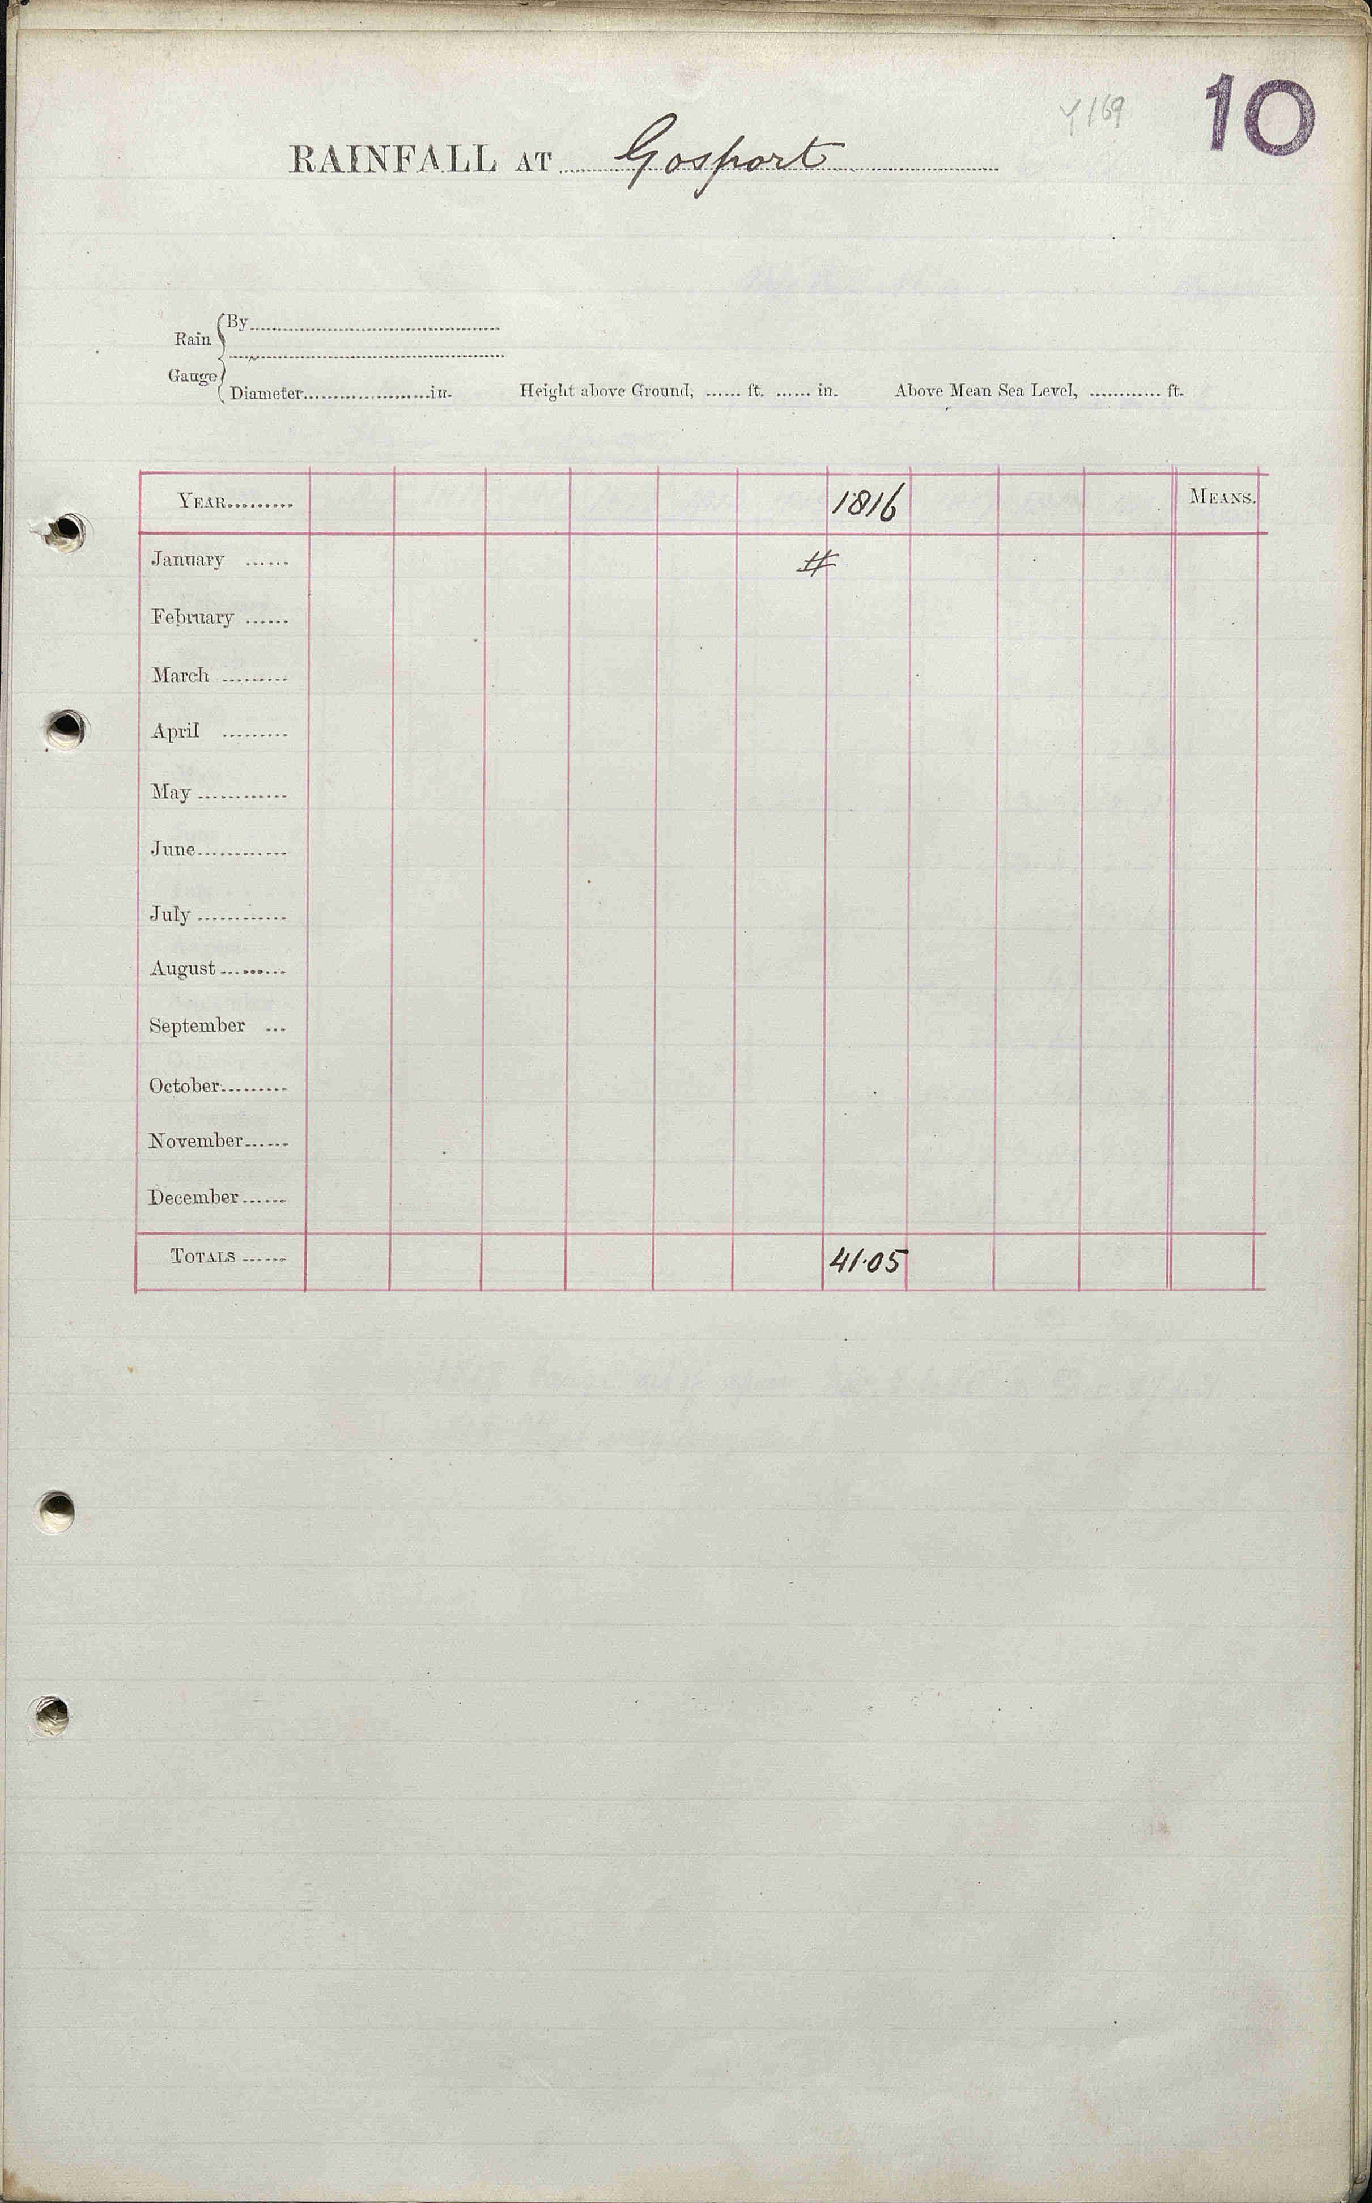 Y169
10
RAINFALL AT Gosport
Rain Gauge
By
Diameter in. Height above Ground, ...... ft. ...... in. Above Mean Sea Level, ............ ft.
YEAR......... 1816 MEANS.
January ...... #
February ......
March .........
April .........
May ............
June............
July ............
August .........
September ...
October.........
November......
December......
TOTALS ...... 41.05